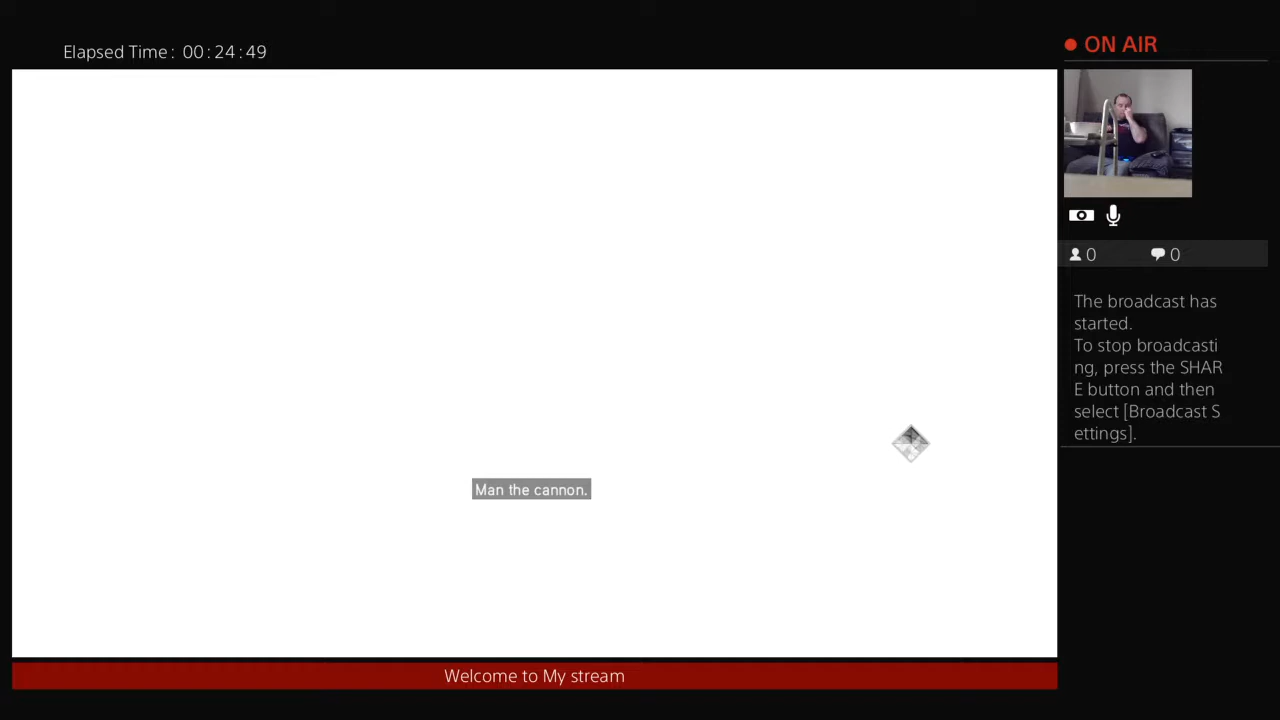 Elapsed Time: 00:24:49
ON AIR
0
0
The broadcast has
started.
To stop broadcasti
ng, press the SHAR
E button and then
select [Broadcast S
ettings].
Man the cannon.
Welcome to My stream